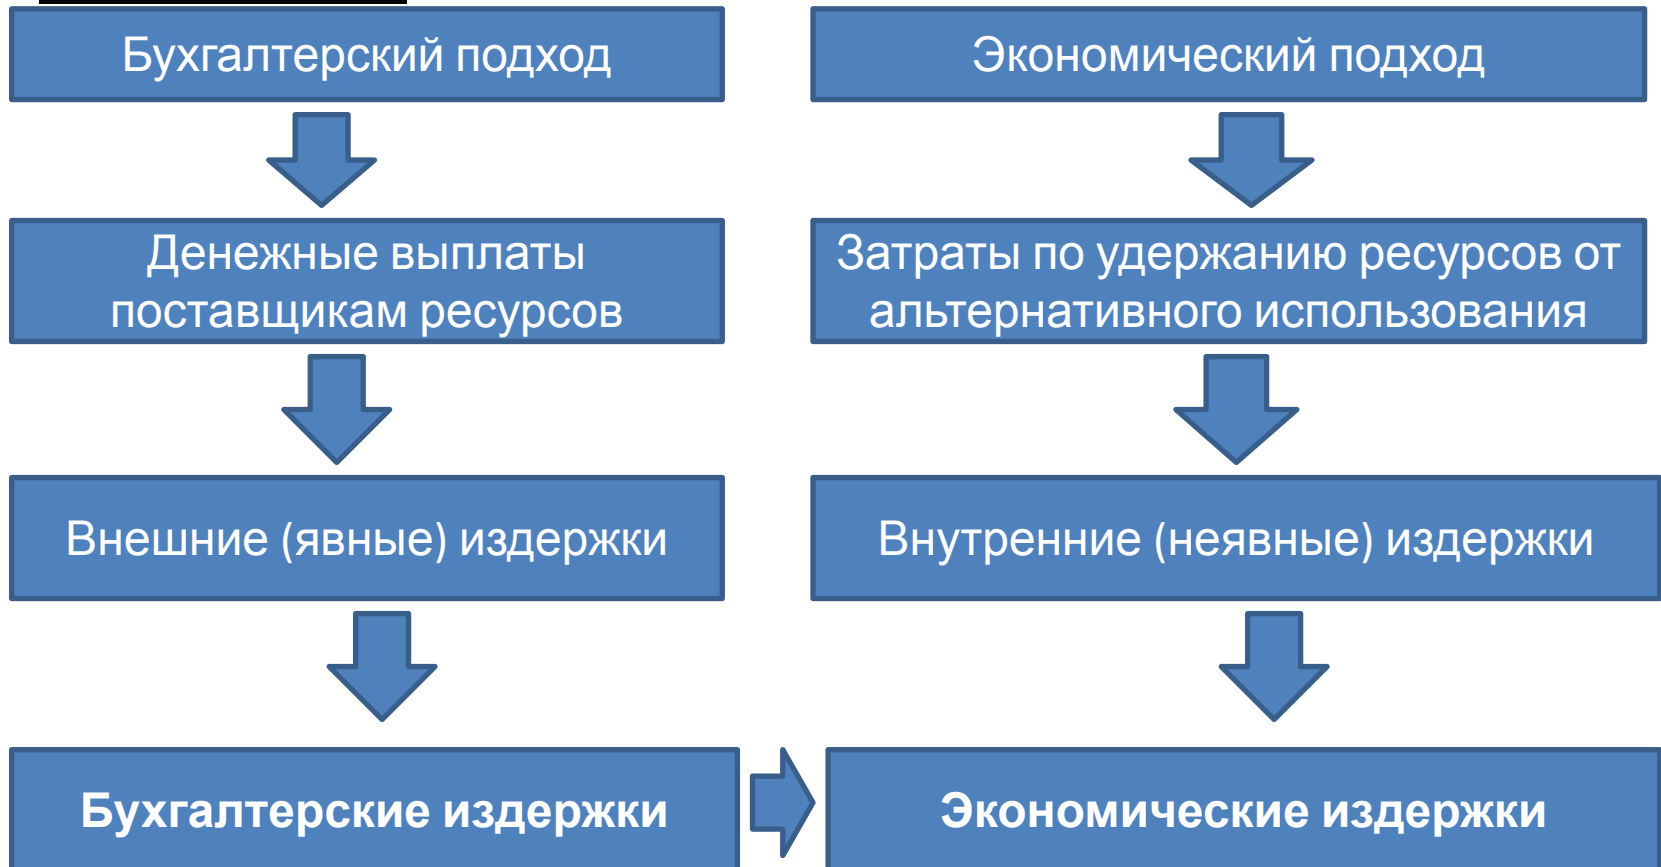 Бухгалтерский подход
Экономический подход
Денежные выплаты
поставщикам ресурсов
Затраты по удержанию ресурсов от
альтернативного использования
Внешние (явные) издержки
Внутренние (неявные) издержки
Бухгалтерские издержки
Экономические издержки